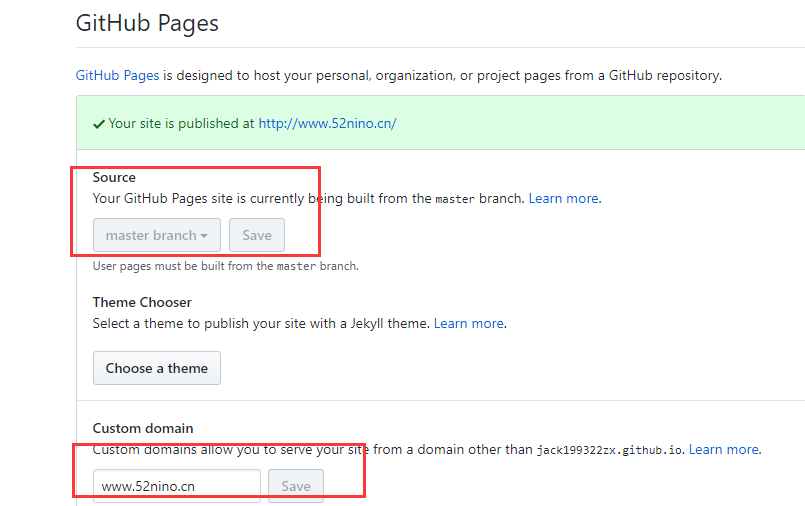 GitHub Pages
GitHub Pages is designed to host your personal, organization, or project pages from a GitHub repository.
✓ Your site is published at http://www.52nino.cn/
Source
Your GitHub Pages site is currently being built from the master branch. Learn more.
master branch Save
User pages must be built from the master branch.
Theme Chooser
Select a theme to publish your site with a Jekyll theme. Learn more.
Choose a theme
Custom domain
Custom domains allow you to serve your site from a domain other than jack199322zx.github.io. Learn more.
www.52nino.cn Save